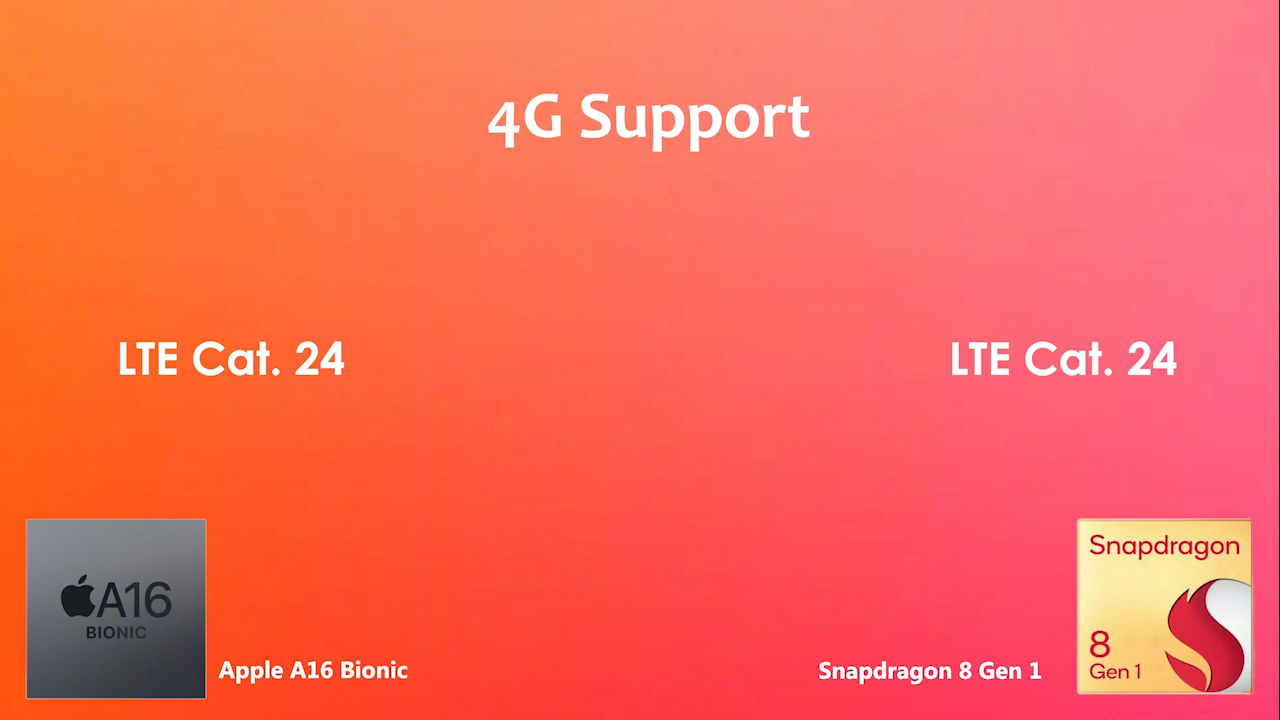 4G Support
LTE Cat. 24
LTE Cat. 24
A16
BIONIC
Apple A16 Bionic
Snapdragon 8 Gen 1
Snapdragon
8
Gen 1